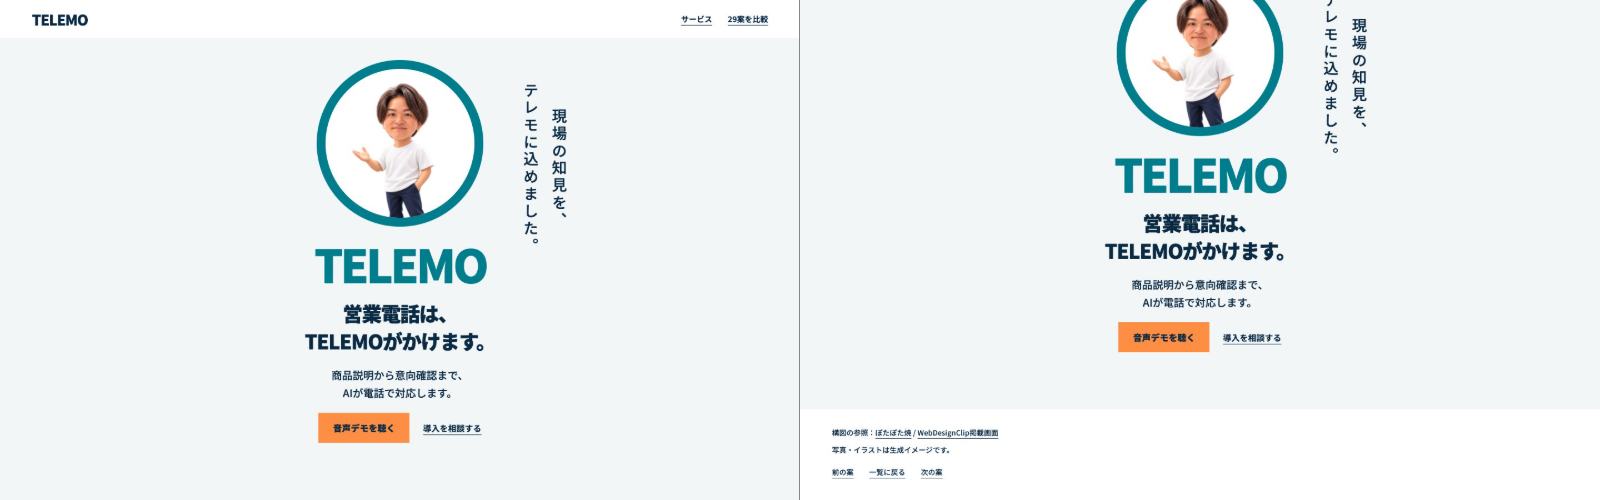 TELEMO
サービス 29案を比較
現場の知見を、
テレモに込めました。
TELEMO
営業電話は、
TELEMOがかけます。
商品説明から意向確認まで、
AIが電話で対応します。
音声デモを聴く 導入を相談する
現場の知見を、
テレモに込めました。
TELEMO
営業電話は、
TELEMOがかけます。
商品説明から意向確認まで、
AIが電話で対応します。
音声デモを聴く 導入を相談する
構図の参照：ぽたぽた焼 / WebDesignClip掲載画面
写真・イラストは生成イメージです。
前の案 一覧に戻る 次の案